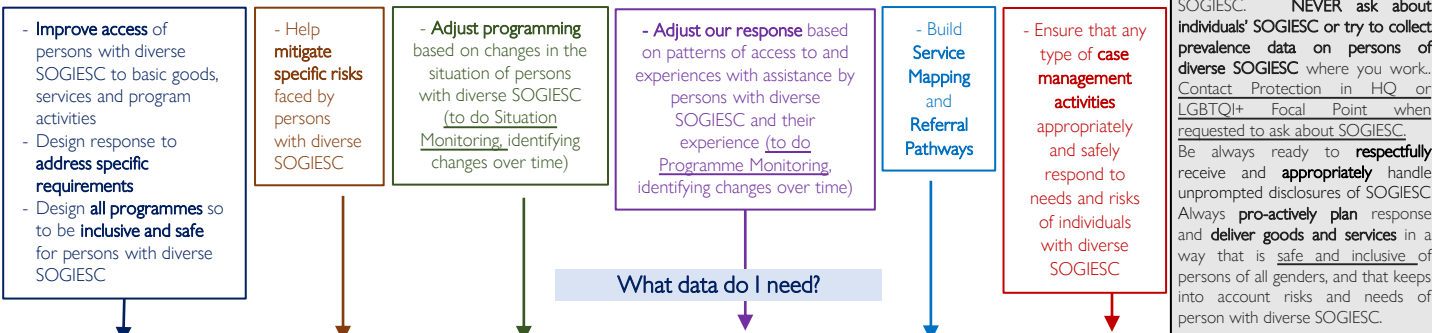 - Improve access of
persons with diverse
SOGIESC to basic goods,
services and program
activities
- Design response to
address specific
requirements
- Design all programmes so
to be inclusive and safe
for persons with diverse
SOGIESC
- Help
mitigate
specific risks
faced by
persons
with diverse
SOGIESC
- Adjust programming
based on changes in the
situation of persons
with diverse SOGIESC
(to do Situation
Monitoring, identifying
changes over time)
- Adjust our response based
on patterns of access to and
experiences with assistance by
persons with diverse
SOGIESC and their
experience (to do
Programme Monitoring,
identifying changes over time)
- Build
Service
Mapping
and
Referral
Pathways
- Ensure that any
type of case
management
activities
appropriately
and safely
respond to
needs and risks
of individuals
with diverse
SOGIESC
What data do I need?
SOGIESC. NEVER ask about
individuals' SOGIESC or try to collect
prevalence data on persons of
diverse SOGIESC where you work..
Contact Protection in HQ or
LGBTQI+ Focal Point when
requested to ask about SOGIESC.
Be always ready to respectfully
receive and appropriately handle
unprompted disclosures of SOGIESC
Always pro-actively plan response
and deliver goods and services in a
way that is safe and inclusive of
persons of all genders, and that keeps
into account risks and needs of
person with diverse SOGIESC.